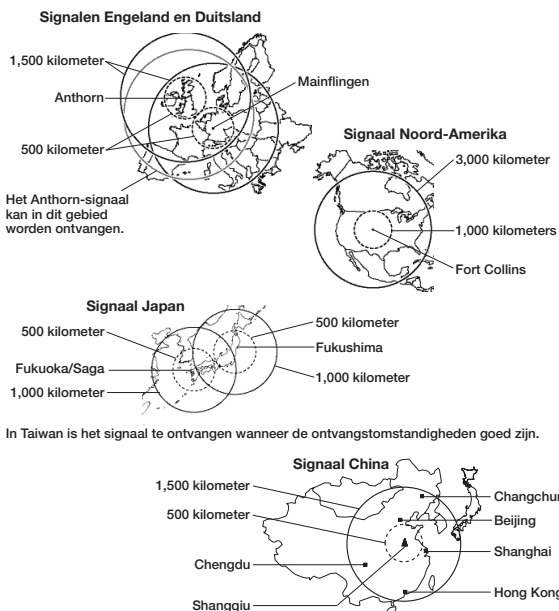 Signalen Engeland en Duitsland
1,500 kilometer
Anthorn
500 kilometer
Mainflingen
Het Anthorn-signaal
kan in dit gebied
worden ontvangen.
Signaal Noord-Amerika
3,000 kilometer
1,000 kilometers
Fort Collins
Signaal Japan
500 kilometer
Fukuoka/Saga
1,000 kilometer
500 kilometer
Fukushima
1,000 kilometer
In Taiwan is het signaal te ontvangen wanneer de ontvangstomstandigheden goed zijn.
Signaal China
1,500 kilometer
500 kilometer
Chengdu
Shangqiu
Changchun
Beijing
Shanghai
Hong Kong